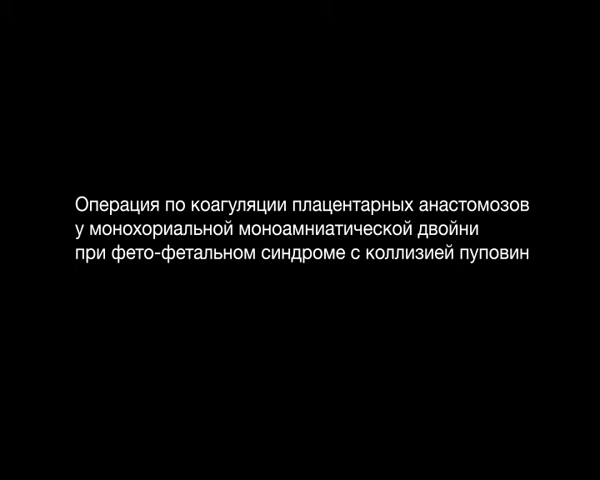 Операция по коагуляции плацентарных анастомозов
у монохориальной моноамниатической двойни
при фето-фетальном синдроме с коллизией пуповин